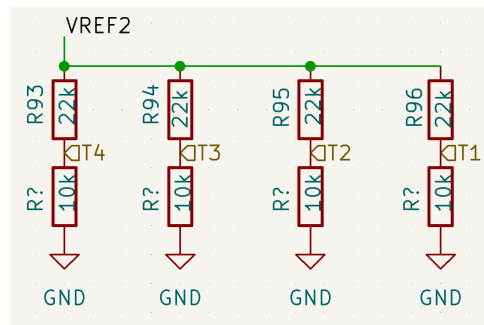 VREF2
R93 22k R94 22k R95 22k R96 22k
T4 T3 T2 T1
R? 10k R? 10k R? 10k R? 10k
GND GND GND GND